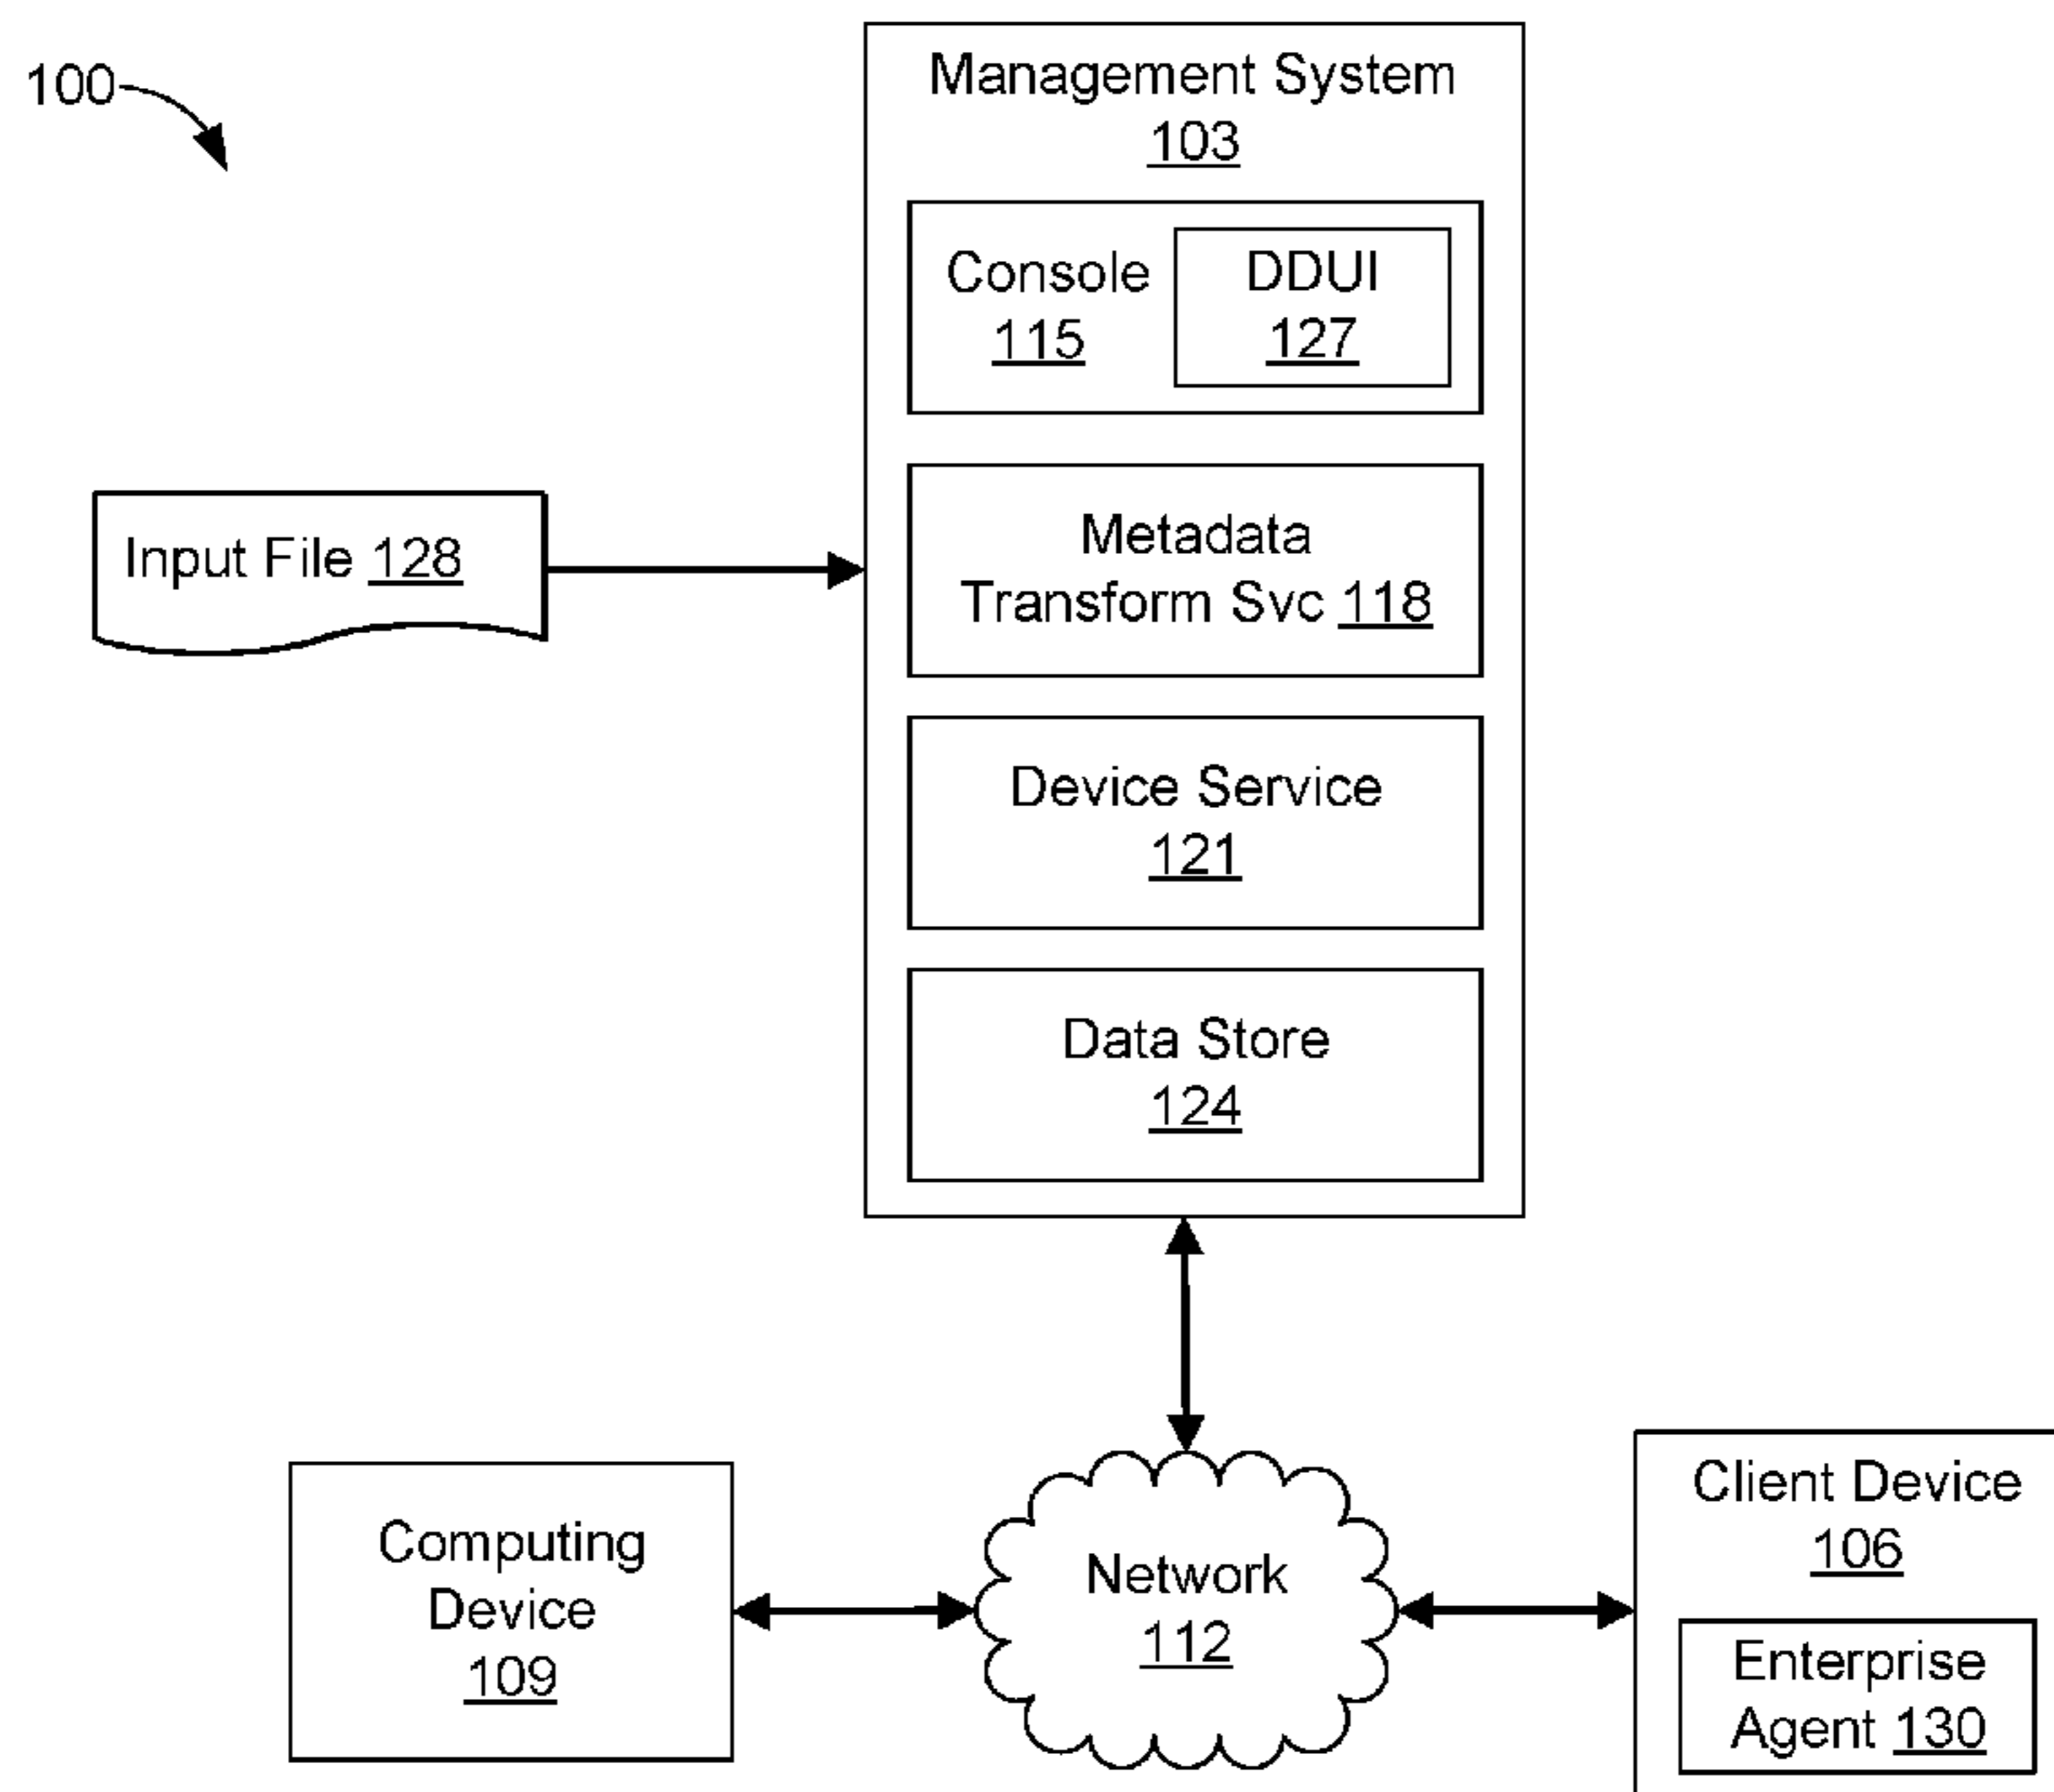 100
Management System
103
Console
115
DDUI
127
Input File 128
Metadata
Transform Svc 118
Device Service
121
Data Store
124
Computing
Device
109
Network
112
Client Device
106
Enterprise
Agent 130